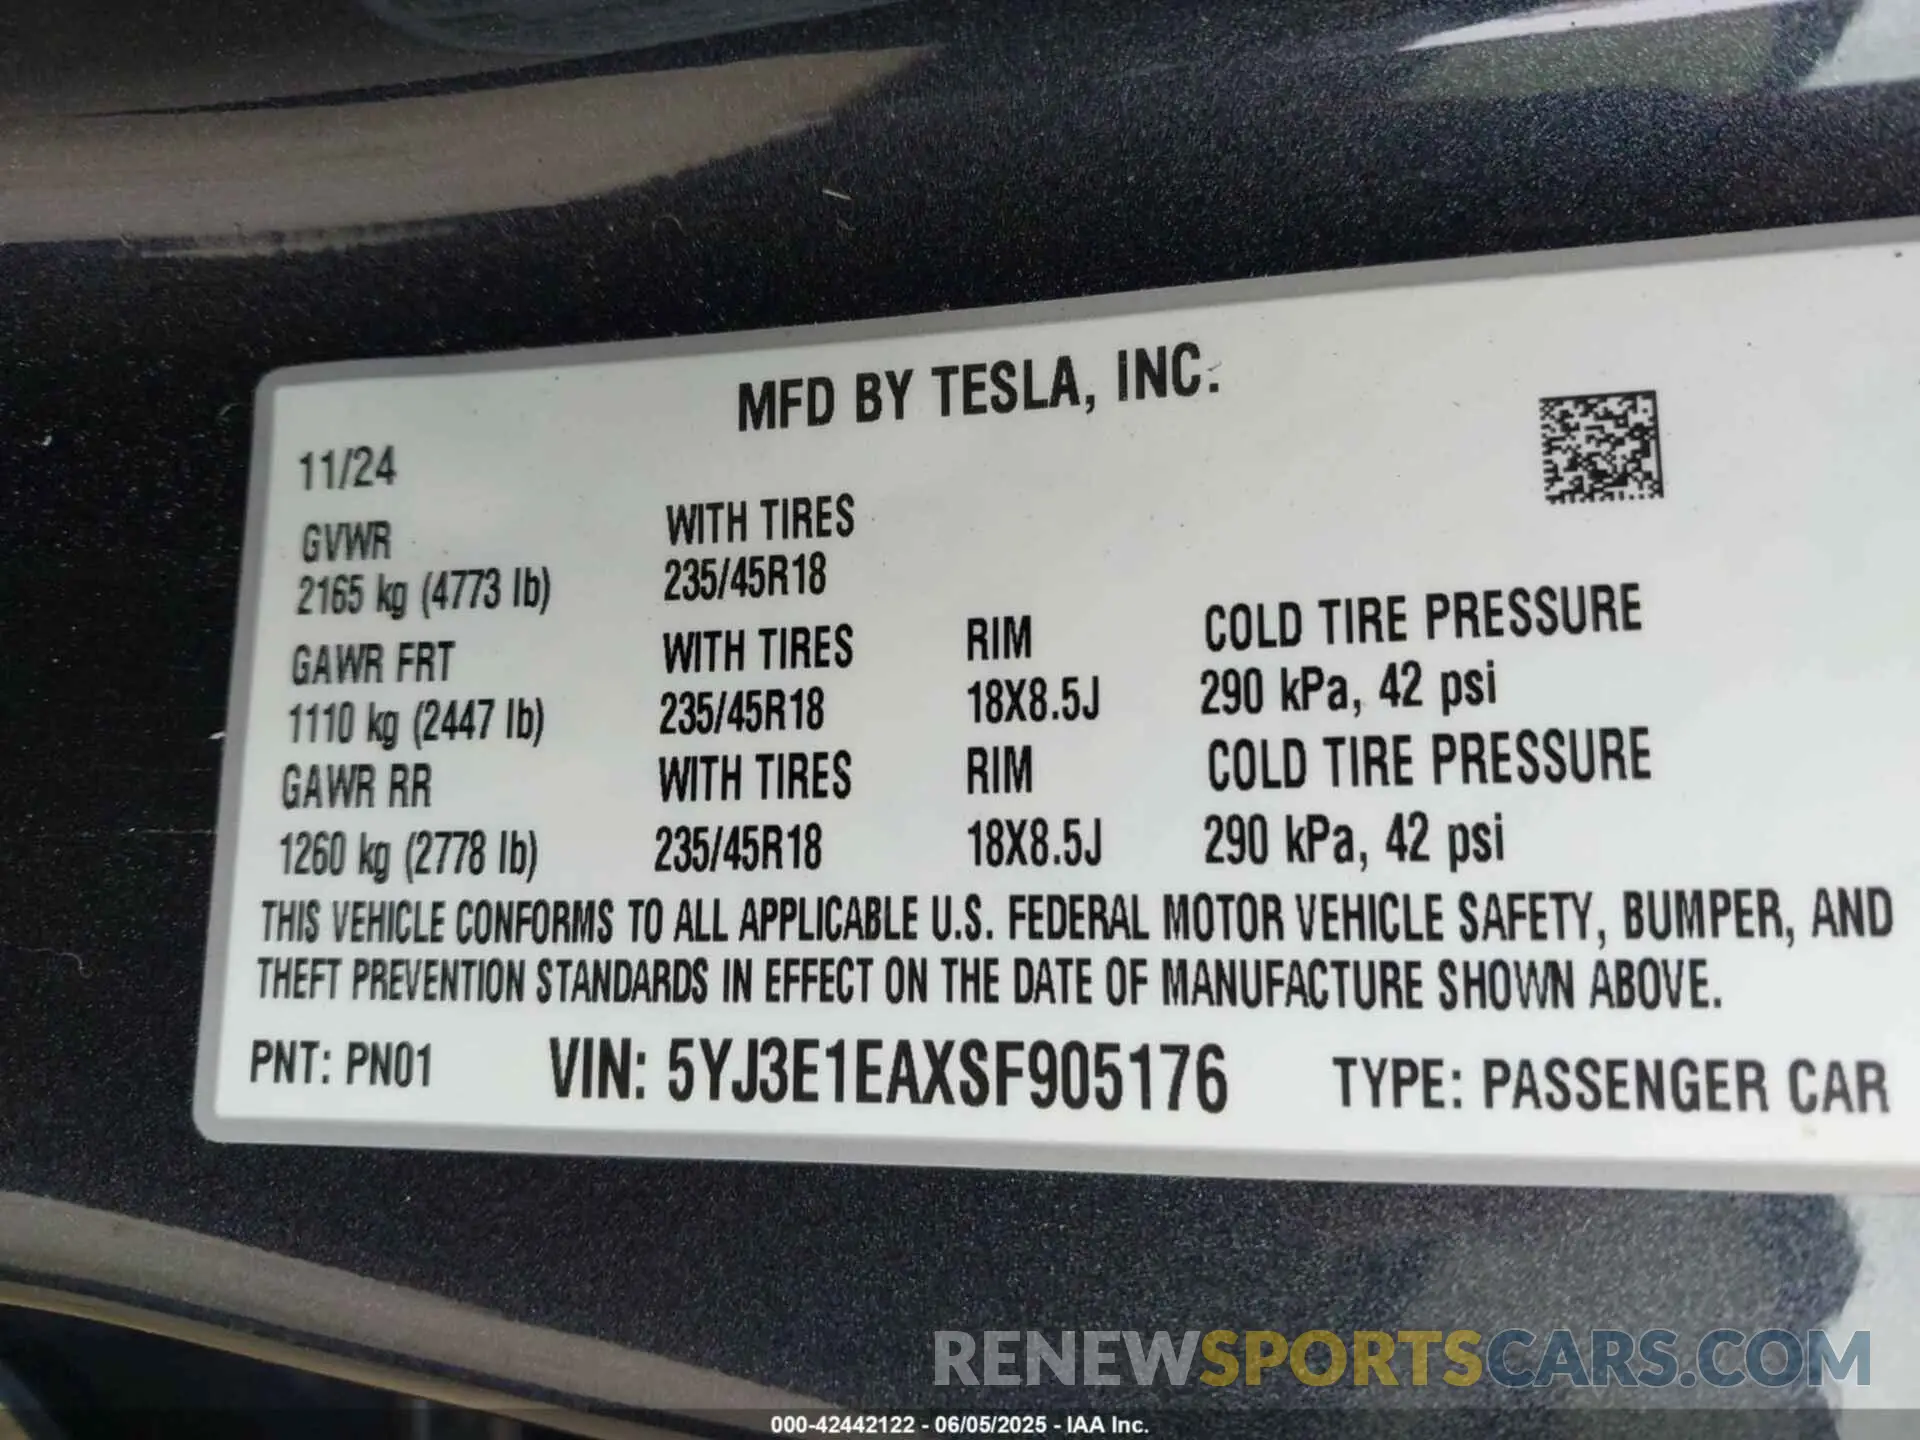 MFD BY TESLA, INC.
11/24
GVWR WITH TIRES
2165 kg (4773 lb) 235/45R18
GAWR FRT WITH TIRES RIM COLD TIRE PRESSURE
1110 kg (2447 lb) 235/45R18 18X8.5J 290 kPa, 42 psi
GAWR RR WITH TIRES RIM COLD TIRE PRESSURE
1260 kg (2778 lb) 235/45R18 18X8.5J 290 kPa, 42 psi
THIS VEHICLE CONFORMS TO ALL APPLICABLE U.S. FEDERAL MOTOR VEHICLE SAFETY, BUMPER, AND
THEFT PREVENTION STANDARDS IN EFFECT ON THE DATE OF MANUFACTURE SHOWN ABOVE.
PNT: PN01 VIN: 5YJ3E1EAXSF905176 TYPE: PASSENGER CAR
RENEWSPORTSCARS.COM
000-42442122 - 06/05/2025 - IAA Inc.